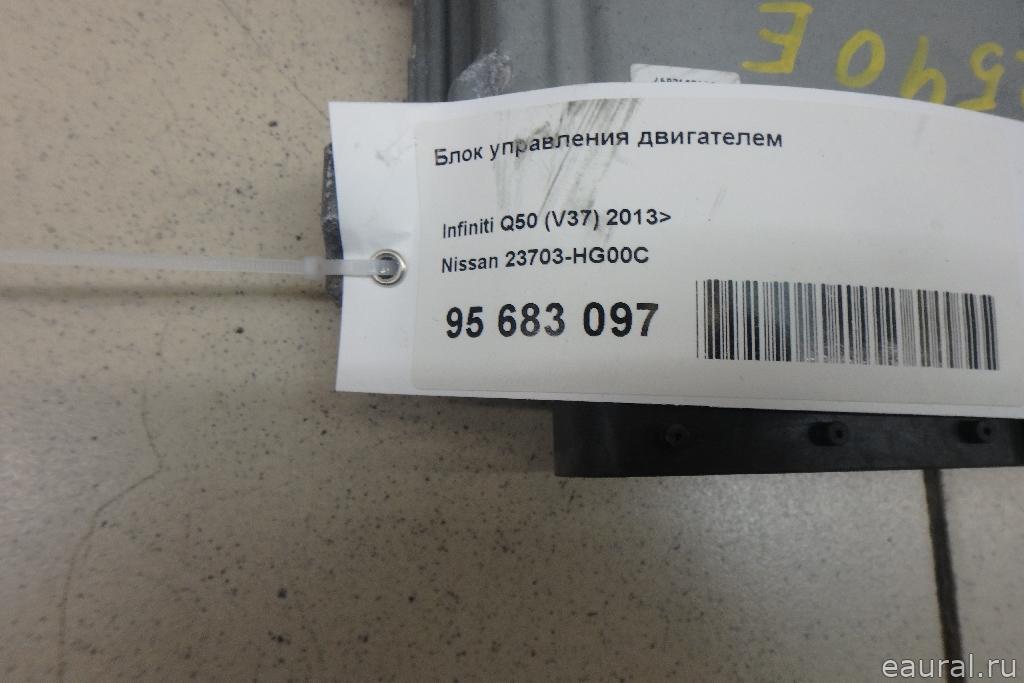 Блок управления двигателем
Infiniti Q50 (V37) 2013>
Nissan 23703-HG00C
95 683 097
eaural.ru